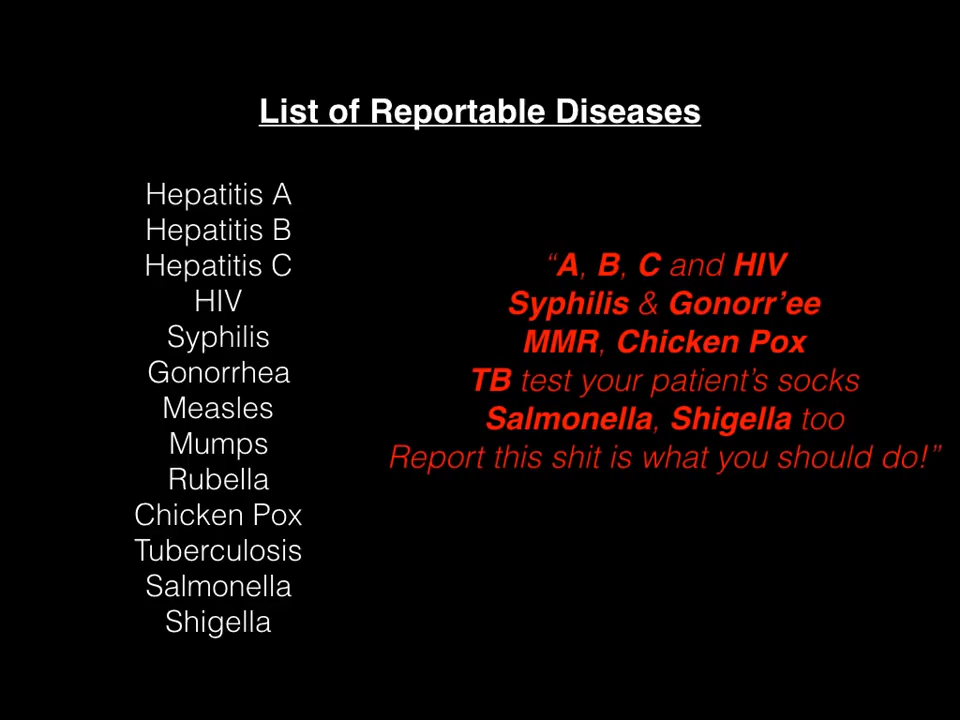 List of Reportable Diseases
Hepatitis A
Hepatitis B
Hepatitis C
HIV
Syphilis
Gonorrhea
Measles
Mumps
Rubella
Chicken Pox
Tuberculosis
Salmonella
Shigella
“A, B, C and HIV
Syphilis & Gonorr’ee
MMR, Chicken Pox
TB test your patient’s socks
Salmonella, Shigella too
Report this shit is what you should do!”